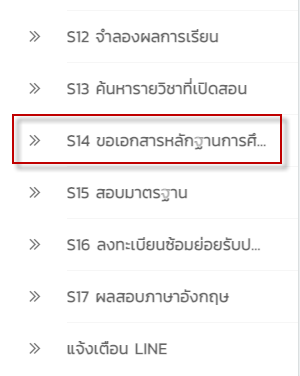 S12 จำลองผลการเรียน
S13 ค้นหารายวิชาที่เปิดสอน
S14 ขอเอกสารหลักฐานการศึ...
S15 สอบมาตรฐาน
S16 ลงทะเบียนซ้อมย่อยรับป...
S17 ผลสอบภาษาอังกฤษ
แจ้งเตือน LINE